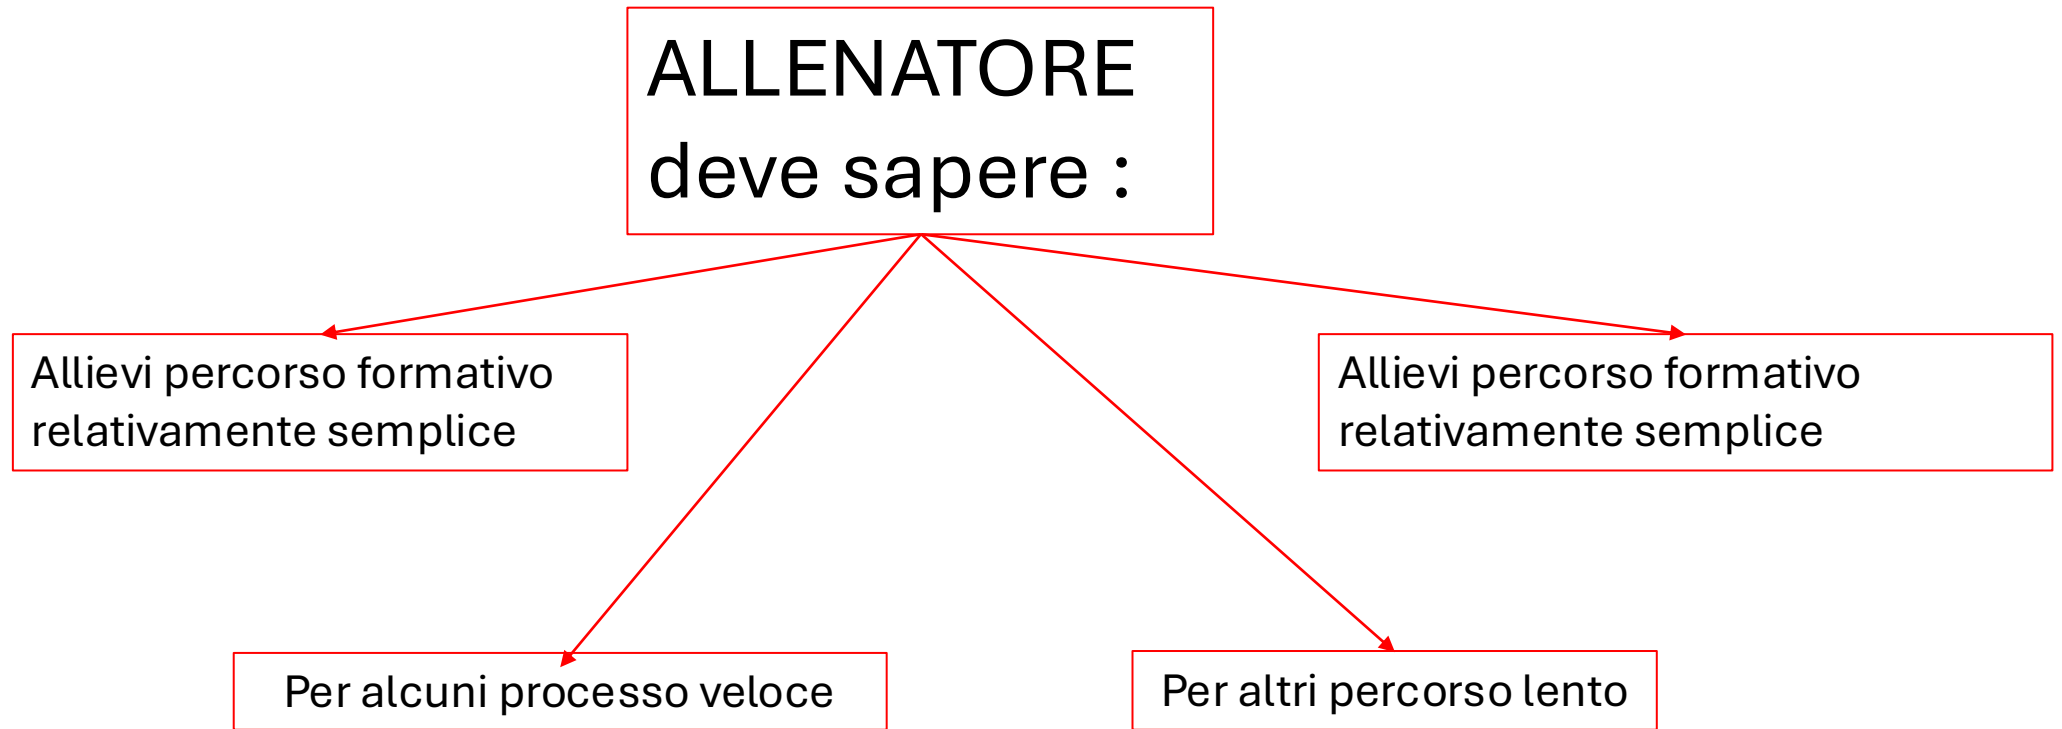 ALLENATORE
deve sapere :
Allievi percorso formativo
relativamente semplice
Allievi percorso formativo
relativamente semplice
Per alcuni processo veloce
Per altri percorso lento